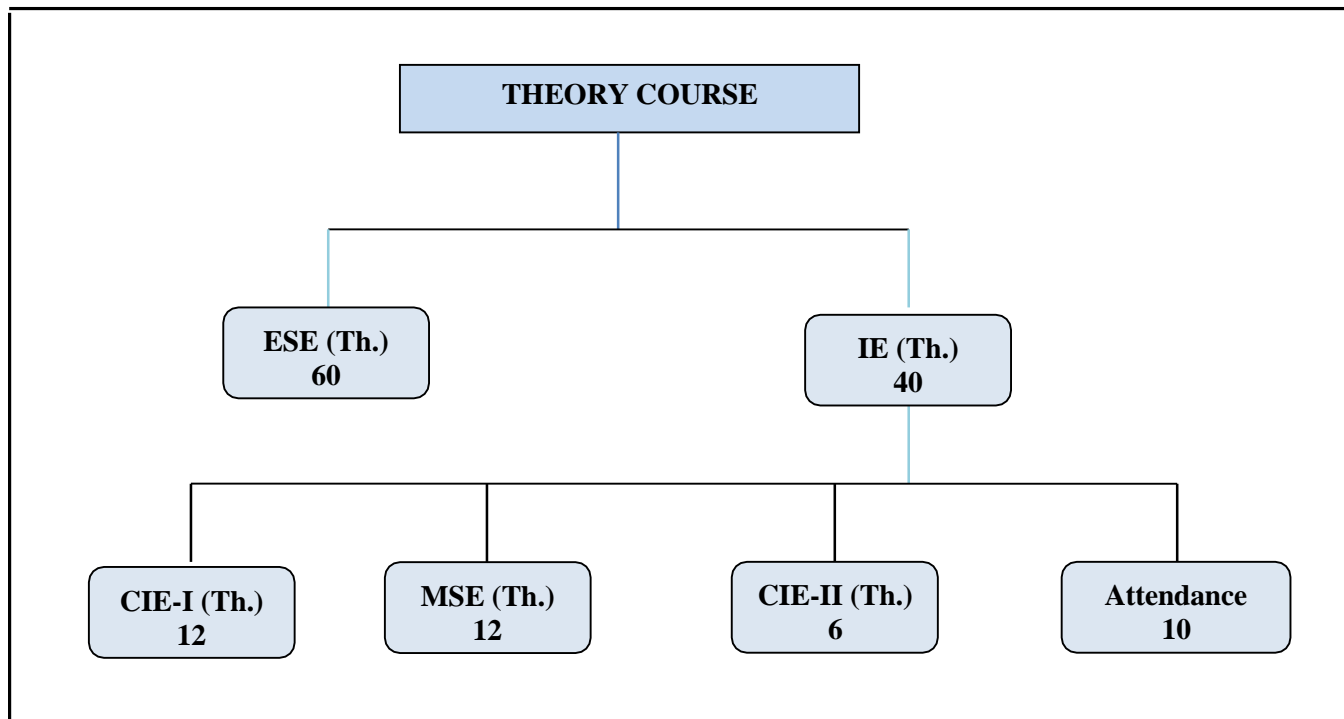 THEORY COURSE
ESE (Th.)
60
IE (Th.)
40
CIE-I (Th.)
12
MSE (Th.)
12
CIE-II (Th.)
6
Attendance
10